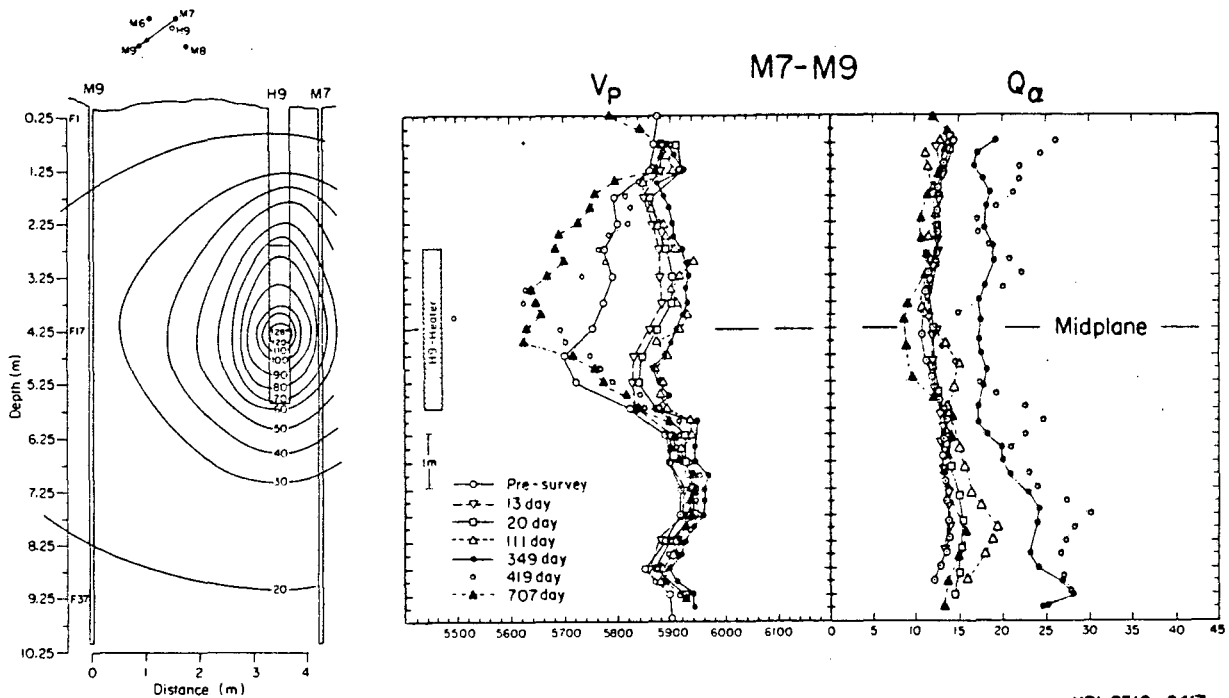 M6
M7
H9
M9
M8
M7-M9
M9
H9
M7
VP
Qα
0.25
F1
1.25
2.25
3.25
4.25
F17
5.25
6.25
7.25
8.25
9.25
F37
10.25
Depth (m)
120
110
100
90
80
70
60
50
40
30
20
0
1
2
3
4
Distance (m)
H9-Heater
1m
Midplane
Pre-survey
13 day
20 day
111 day
349 day
419 day
707 day
5500
5600
5700
5800
5900
6000
6100
0
5
10
15
20
25
30
35
40
45